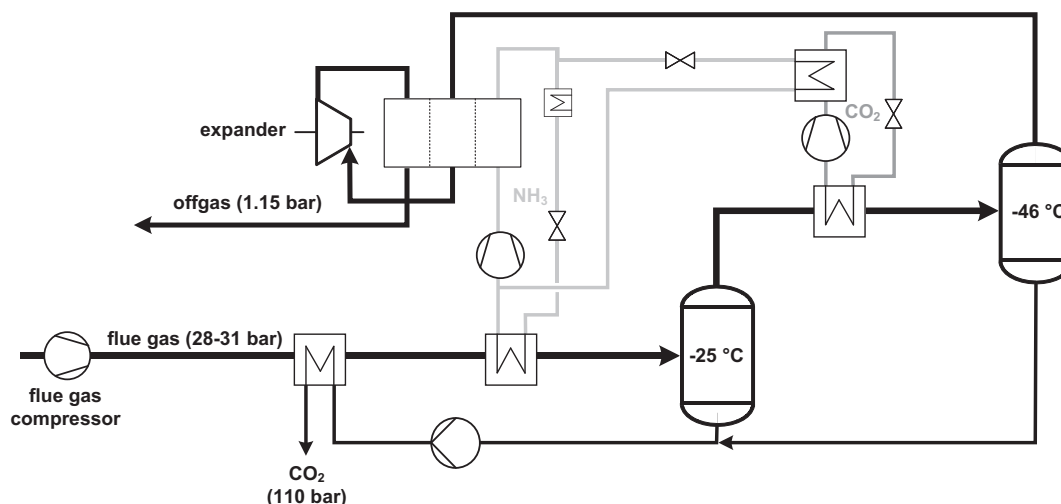 expander
CO₂
NH₃
offgas (1.15 bar)
-46 °C
flue gas (28-31 bar)
-25 °C
flue gas
compressor
CO₂
(110 bar)